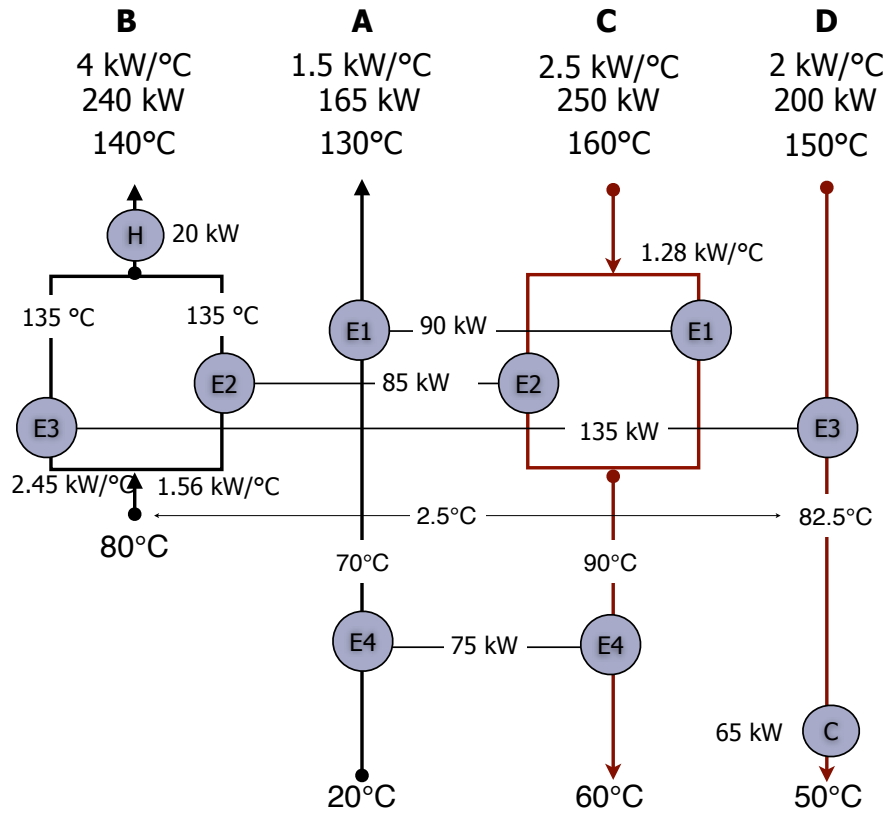 B A C D
4 kW/°C 1.5 kW/°C 2.5 kW/°C 2 kW/°C
240 kW 165 kW 250 kW 200 kW
140°C 130°C 160°C 150°C
H 20 kW
1.28 kW/°C
135 °C 135 °C
E1 90 kW E1
E2 85 kW E2
E3 135 kW E3
2.45 kW/°C 1.56 kW/°C
2.5°C 82.5°C
80°C
70°C 90°C
E4 75 kW E4
65 kW C
20°C 60°C 50°C